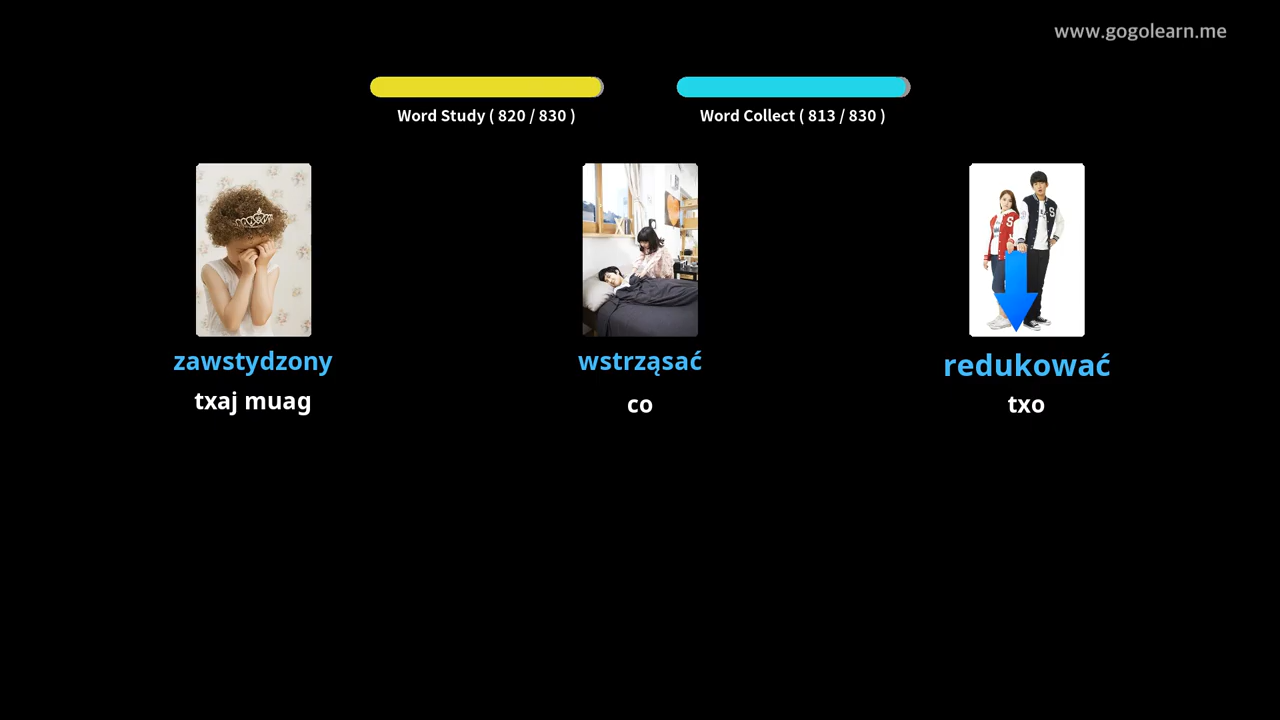 www.gogolearn.me
Word Study ( 820 / 830 )
Word Collect ( 813 / 830 )
zawstydzony
txaj muag
wstrząsać
co
redukować
txo